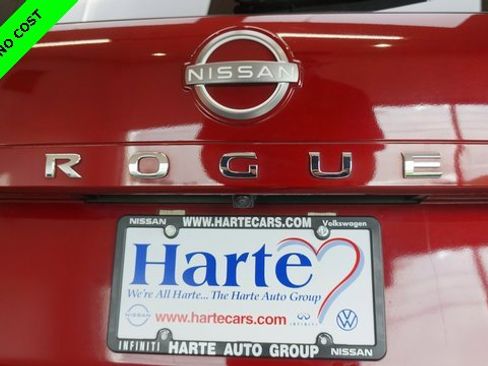 NO COST
NISSAN
ROGUE
NISSAN WWW.HARTECARS.COM Volkswagen
Harte
We're All Harte... The Harte Auto Group
www.hartecars.com INFINITI
INFINITI HARTE AUTO GROUP NISSAN